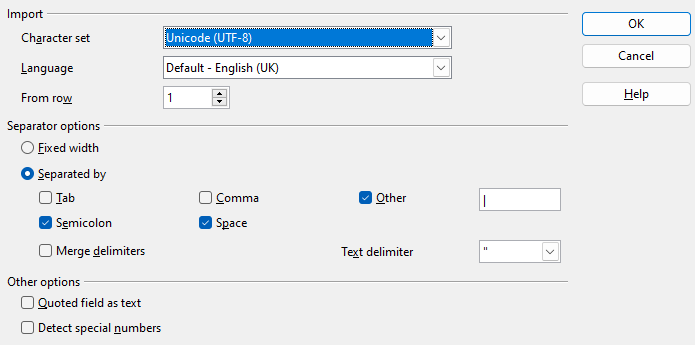 Import
OK
Character set Unicode (UTF-8)
Cancel
Language Default - English (UK)
From row 1
Help
Separator options
Fixed width
Separated by
Tab Comma Other |
Semicolon Space
Merge delimiters Text delimiter "
Other options
Quoted field as text
Detect special numbers